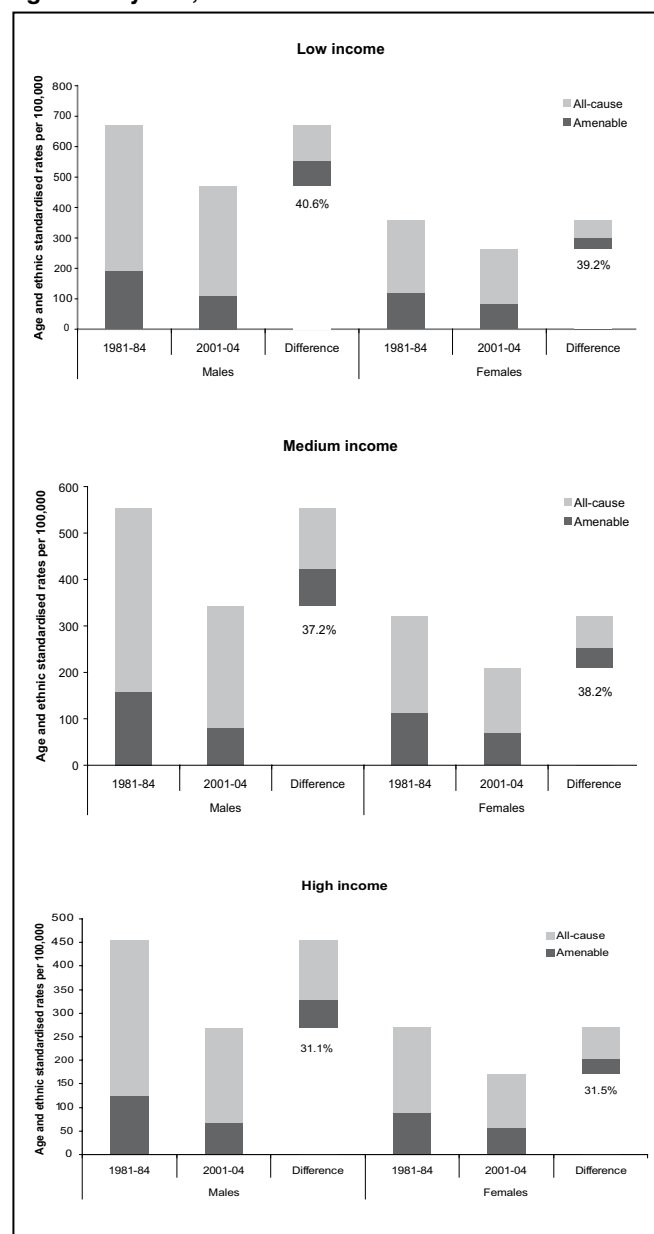 Low income
Age and ethnic standardised rates per 100,000
800
700
600
500
400
300
200
100
0
All-cause
Amenable
40.6%
39.2%
1981-84 2001-04 Difference 1981-84 2001-04 Difference
Males Females
Medium income
Age and ethnic standardised rates per 100,000
600
500
400
300
200
100
0
All-cause
Amenable
37.2%
38.2%
1981-84 2001-04 Difference 1981-84 2001-04 Difference
Males Females
High income
Age and ethnic standardised rates per 100,000
500
450
400
350
300
250
200
150
100
50
0
All-cause
Amenable
31.1%
31.5%
1981-84 2001-04 Difference 1981-84 2001-04 Difference
Males Females